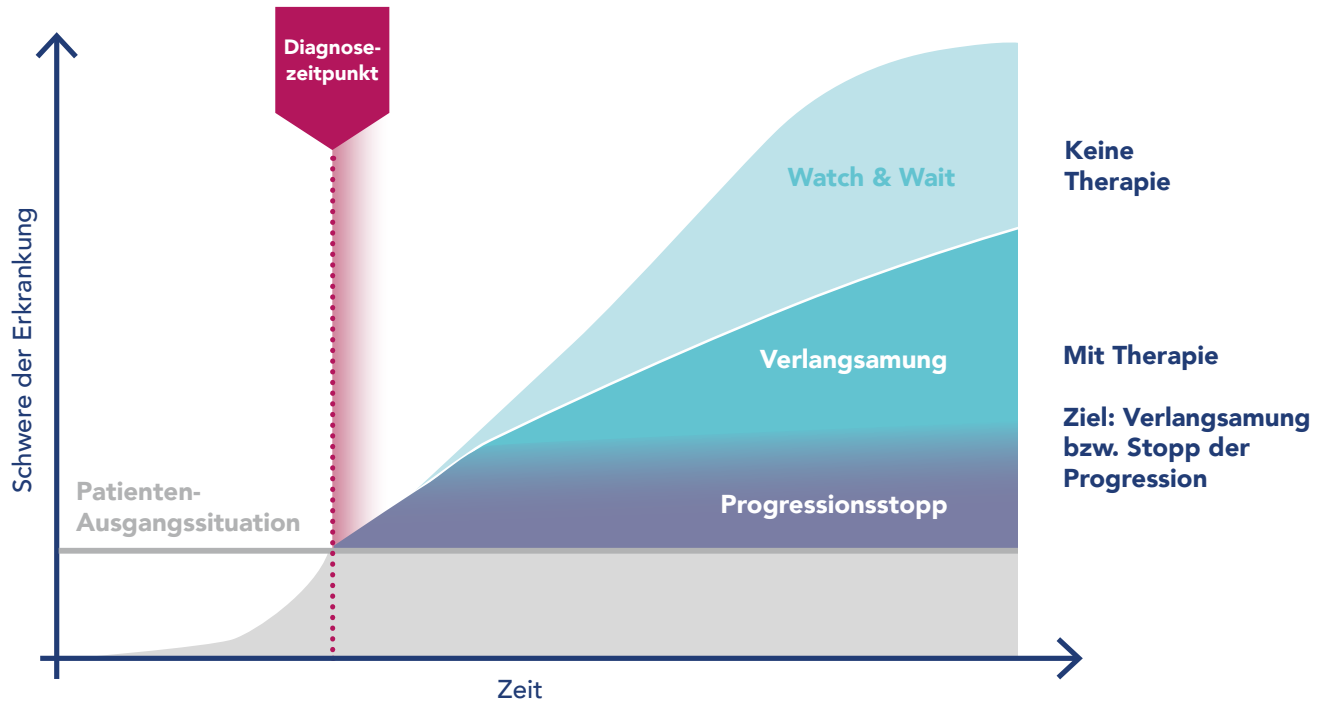 Diagnose-
zeitpunkt
Schwere der Erkrankung
Patienten-
Ausgangssituation
Watch & Wait
Verlangsamung
Progressionsstopp
Keine
Therapie
Mit Therapie
Ziel: Verlangsamung
bzw. Stopp der
Progression
Zeit